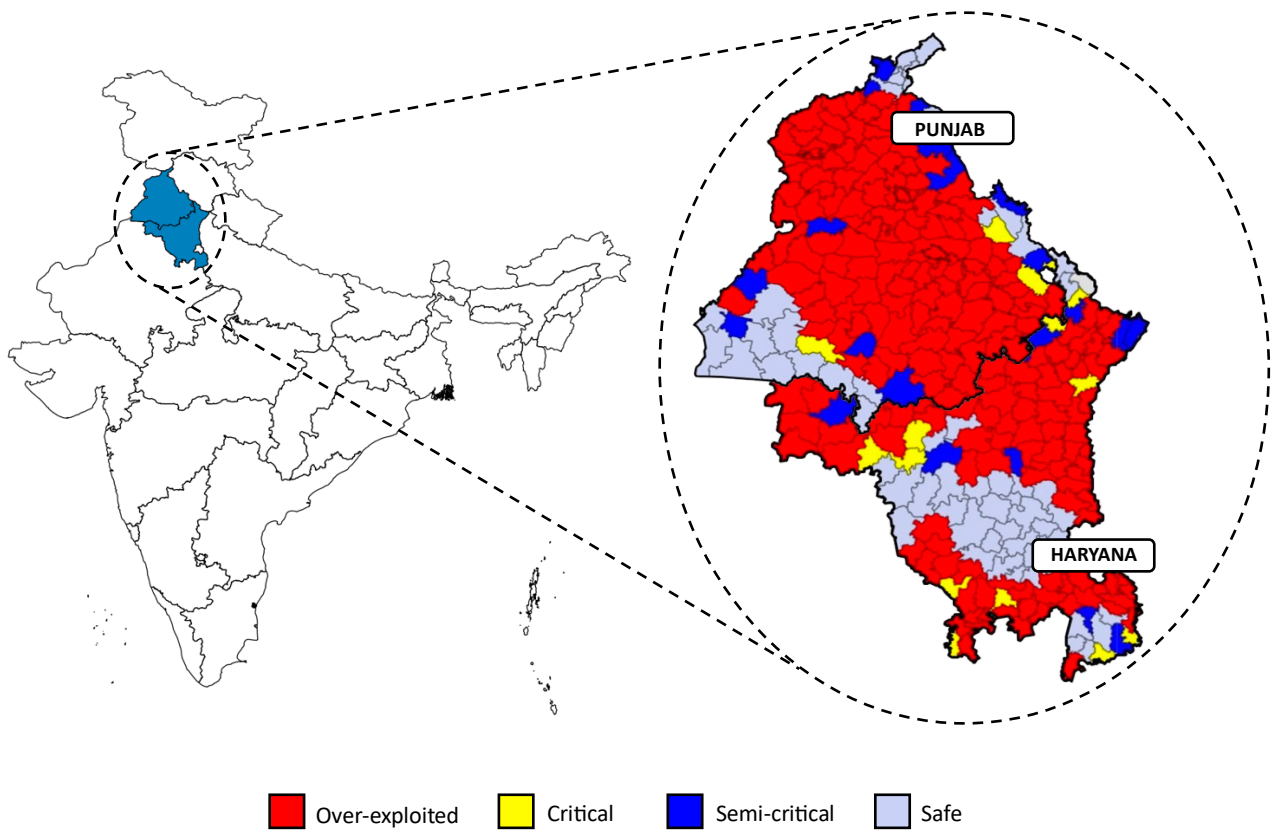 PUNJAB
HARYANA
Over-exploited
Critical
Semi-critical
Safe